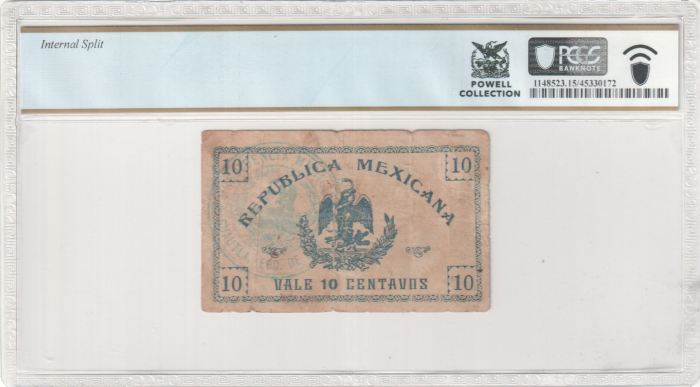 Internal Split
POWELL
COLLECTION
PCGS
BANKNOTE
1148523.15/45330172
10
10
REPUBLICA MEXICANA
10
VALE 10 CENTAVOS
10